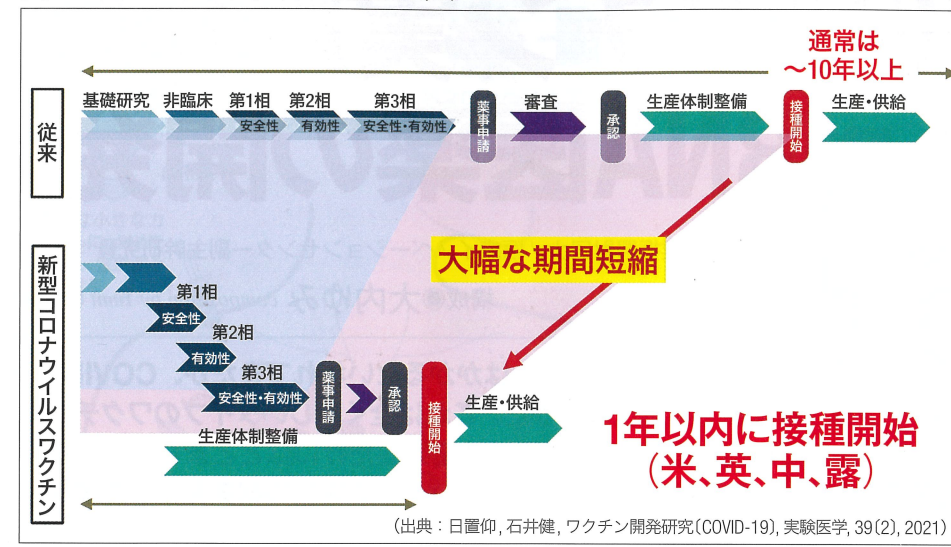 通常は
～10年以上
従来
基礎研究
非臨床
第1相
安全性
第2相
有効性
第3相
安全性・有効性
薬事申請
審査
承認
生産体制整備
接種開始
生産・供給
大幅な期間短縮
新型コロナウイルスワクチン
第1相
安全性
第2相
有効性
第3相
安全性・有効性
薬事申請
承認
接種開始
生産・供給
生産体制整備
1年以内に接種開始
（米、英、中、露）
（出典：日置仰, 石井健, ワクチン開発研究〔COVID-19〕, 実験医学, 39〔2〕, 2021）